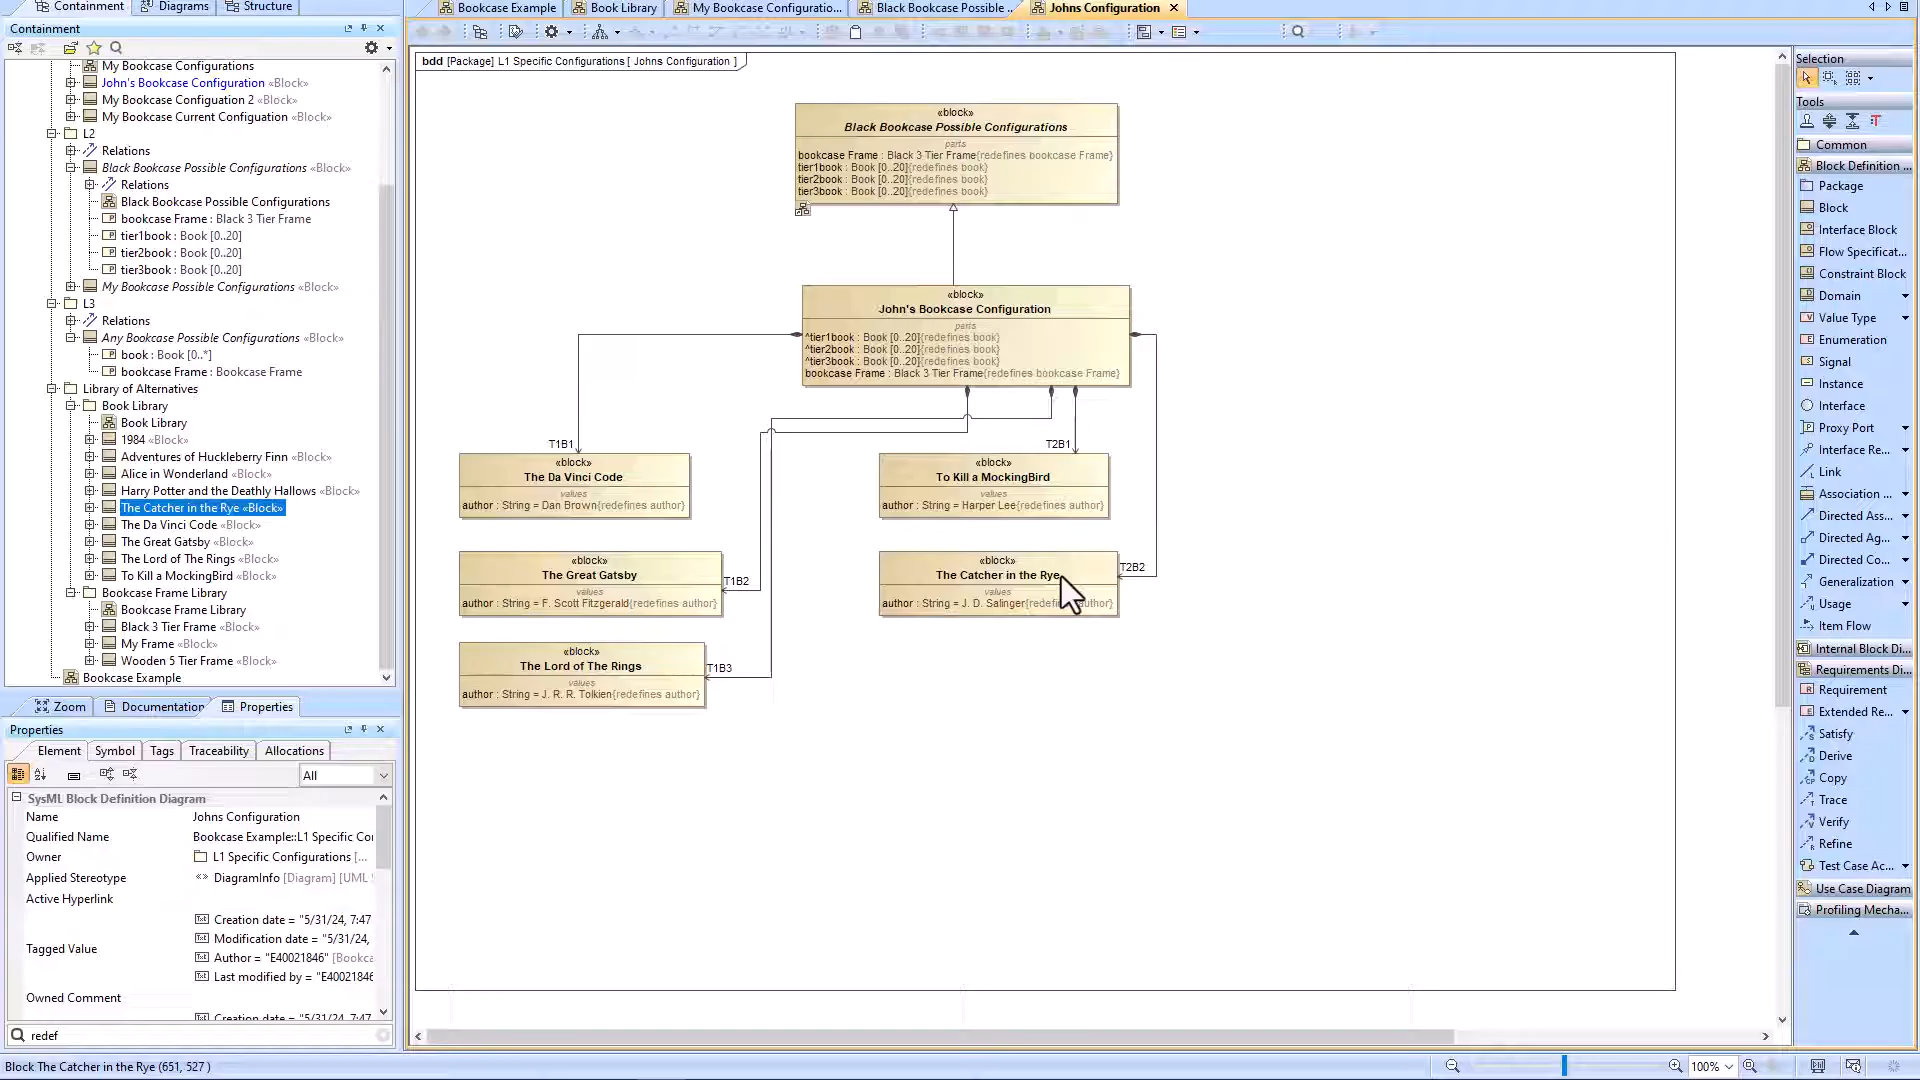 Containment
Diagrams
Structure
Containment
My Bookcase Configurations
John's Bookcase Configuration «Block»
My Bookcase Configuation 2 «Block»
My Bookcase Current Configuation «Block»
L2
Relations
Black Bookcase Possible Configurations «Block»
Relations
Black Bookcase Possible Configurations
bookcase Frame : Black 3 Tier Frame
tier1book : Book [0..20]
tier2book : Book [0..20]
tier3book : Book [0..20]
My Bookcase Possible Configurations «Block»
L3
Relations
Any Bookcase Possible Configurations «Block»
book : Book [0..*]
bookcase Frame : Bookcase Frame
Library of Alternatives
Book Library
Book Library
1984 «Block»
Adventures of Huckleberry Finn «Block»
Alice in Wonderland «Block»
Harry Potter and the Deathly Hallows «Block»
The Catcher in the Rye «Block»
The Da Vinci Code «Block»
The Great Gatsby «Block»
The Lord of The Rings «Block»
To Kill a MockingBird «Block»
Bookcase Frame Library
Bookcase Frame Library
Black 3 Tier Frame «Block»
My Frame «Block»
Wooden 5 Tier Frame «Block»
Bookcase Example
Zoom
Documentation
Properties
Properties
Element
Symbol
Tags
Traceability
Allocations
All
SysML Block Definition Diagram
Name Johns Configuration
Qualified Name Bookcase Example::L1 Specific Co
Owner L1 Specific Configurations [...
Applied Stereotype DiagramInfo [Diagram] [UML
Active Hyperlink
Creation date = "5/31/24, 7:47
Modification date = "5/31/24,
Tagged Value
Author = "E40021846" [Bookca
Last modified by = "E40021846
Owned Comment
Creation date = "5/31/24, 7:47
redef
Block The Catcher in the Rye (651, 527 )
Bookcase Example
Book Library
My Bookcase Configuratio...
Black Bookcase Possible ...
Johns Configuration
bdd [Package] L1 Specific Configurations [ Johns Configuration ]
«block»
Black Bookcase Possible Configurations
parts
bookcase Frame : Black 3 Tier Frame{redefines bookcase Frame}
tier1book : Book [0..20]{redefines book}
tier2book : Book [0..20]{redefines book}
tier3book : Book [0..20]{redefines book}
«block»
John's Bookcase Configuration
parts
^tier1book : Book [0..20]{redefines book}
^tier2book : Book [0..20]{redefines book}
^tier3book : Book [0..20]{redefines book}
bookcase Frame : Black 3 Tier Frame{redefines bookcase Frame}
T1B1
T2B1
«block»
The Da Vinci Code
values
author : String = Dan Brown{redefines author}
«block»
To Kill a MockingBird
values
author : String = Harper Lee{redefines author}
«block»
The Great Gatsby
values
author : String = F. Scott Fitzgerald{redefines author}
T1B2
«block»
The Catcher in the Rye
values
author : String = J. D. Salinger{redefin author}
T2B2
«block»
The Lord of The Rings
values
author : String = J. R. R. Tolkien{redefines author}
T1B3
Selection
Tools
Common
Block Definition ...
Package
Block
Interface Block
Flow Specificat...
Constraint Block
Domain
Value Type
Enumeration
Signal
Instance
Interface
Proxy Port
Interface Re...
Link
Association ...
Directed Ass...
Directed Ag...
Directed Co...
Generalization
Usage
Item Flow
Internal Block Di...
Requirements Di...
Requirement
Extended Re...
Satisfy
Derive
Copy
Trace
Verify
Refine
Test Case Ac...
Use Case Diagram
Profiling Mecha...
100%